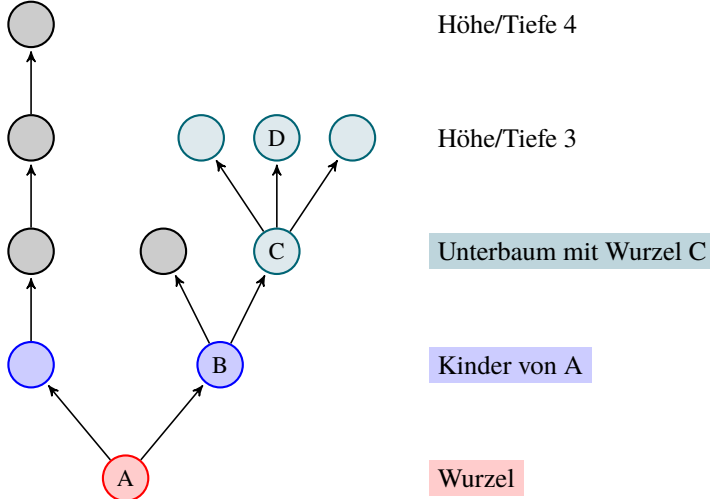 Höhe/Tiefe 4
D
Höhe/Tiefe 3
C
Unterbaum mit Wurzel C
B
Kinder von A
A
Wurzel